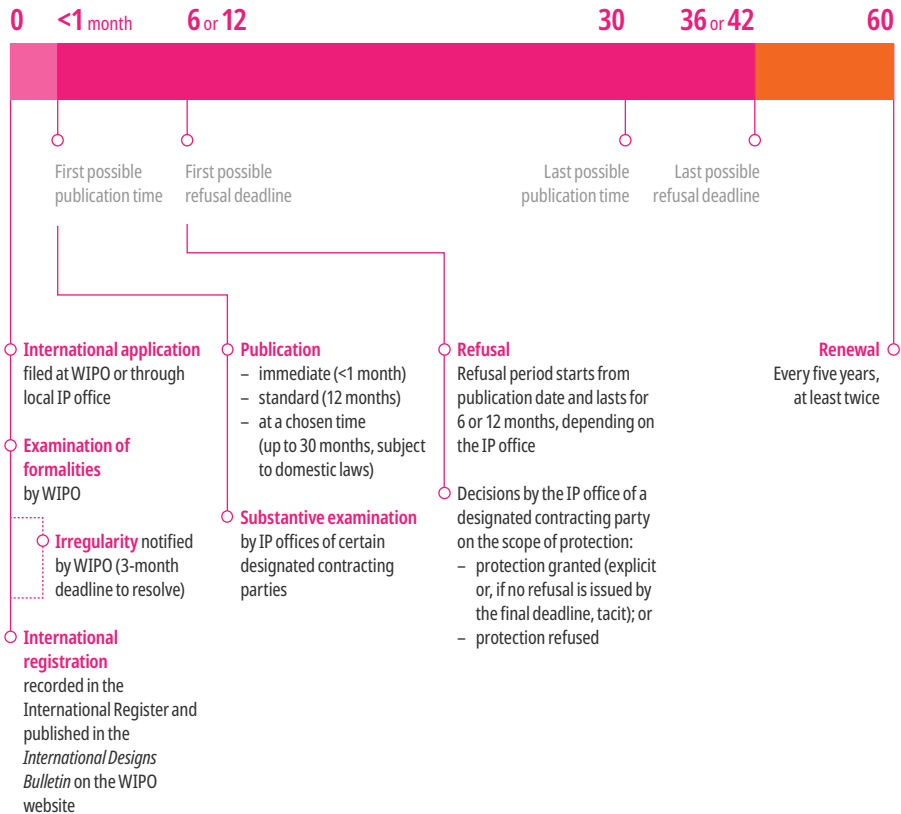 0 <1 month 6 or 12 30 36 or 42 60
First possible
publication time
First possible
refusal deadline
Last possible
publication time
Last possible
refusal deadline
International application
filed at WIPO or through
local IP office
Examination of
formalities
by WIPO
Irregularity notified
by WIPO (3-month
deadline to resolve)
International
registration
recorded in the
International Register and
published in the
International Designs
Bulletin on the WIPO
website
Publication
– immediate (<1 month)
– standard (12 months)
– at a chosen time
(up to 30 months, subject
to domestic laws)
Substantive examination
by IP offices of certain
designated contracting
parties
Refusal
Refusal period starts from
publication date and lasts for
6 or 12 months, depending on
the IP office
Decisions by the IP office of a
designated contracting party
on the scope of protection:
– protection granted (explicit
or, if no refusal is issued by
the final deadline, tacit); or
– protection refused
Renewal
Every five years,
at least twice